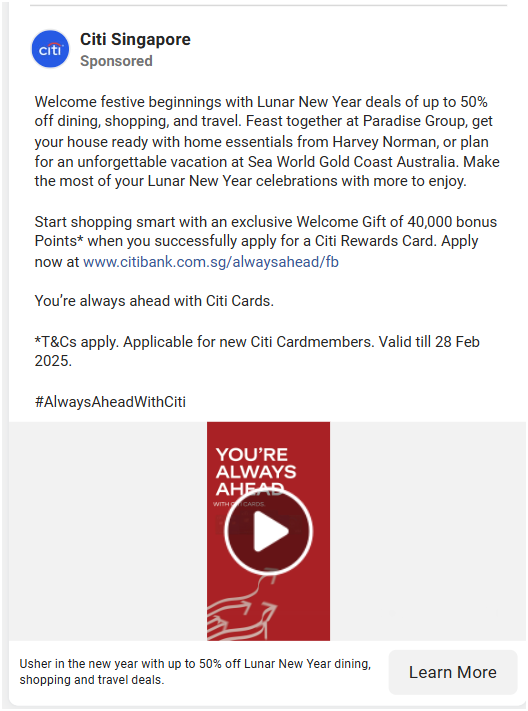 citi
Citi Singapore
Sponsored
Welcome festive beginnings with Lunar New Year deals of up to 50%
off dining, shopping, and travel. Feast together at Paradise Group, get
your house ready with home essentials from Harvey Norman, or plan
for an unforgettable vacation at Sea World Gold Coast Australia. Make
the most of your Lunar New Year celebrations with more to enjoy.
Start shopping smart with an exclusive Welcome Gift of 40,000 bonus
Points* when you successfully apply for a Citi Rewards Card. Apply
now at www.citibank.com.sg/alwaysahead/fb
You're always ahead with Citi Cards.
*T&Cs apply. Applicable for new Citi Cardmembers. Valid till 28 Feb
2025.
#AlwaysAheadWithCiti
YOU'RE
ALWAYS
AHEAD
WITH CITI CARDS.
Usher in the new year with up to 50% off Lunar New Year dining,
shopping and travel deals.
Learn More